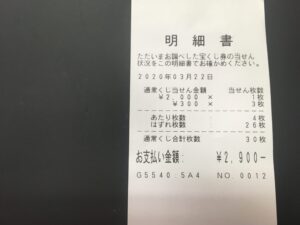 明細書
ただいまお調べした宝くじ券の当せん
状況をこの明細書でお確かめください。
2020年03月22日
通常くじ当せん金額 当せん枚数
¥2,000 × 1枚
¥300 × 3枚
あたり枚数 4枚
はずれ枚数 26枚
通常くじ合計枚数 30枚
お支払い金額: ¥2,900-
G5540:5A4 NO.0012